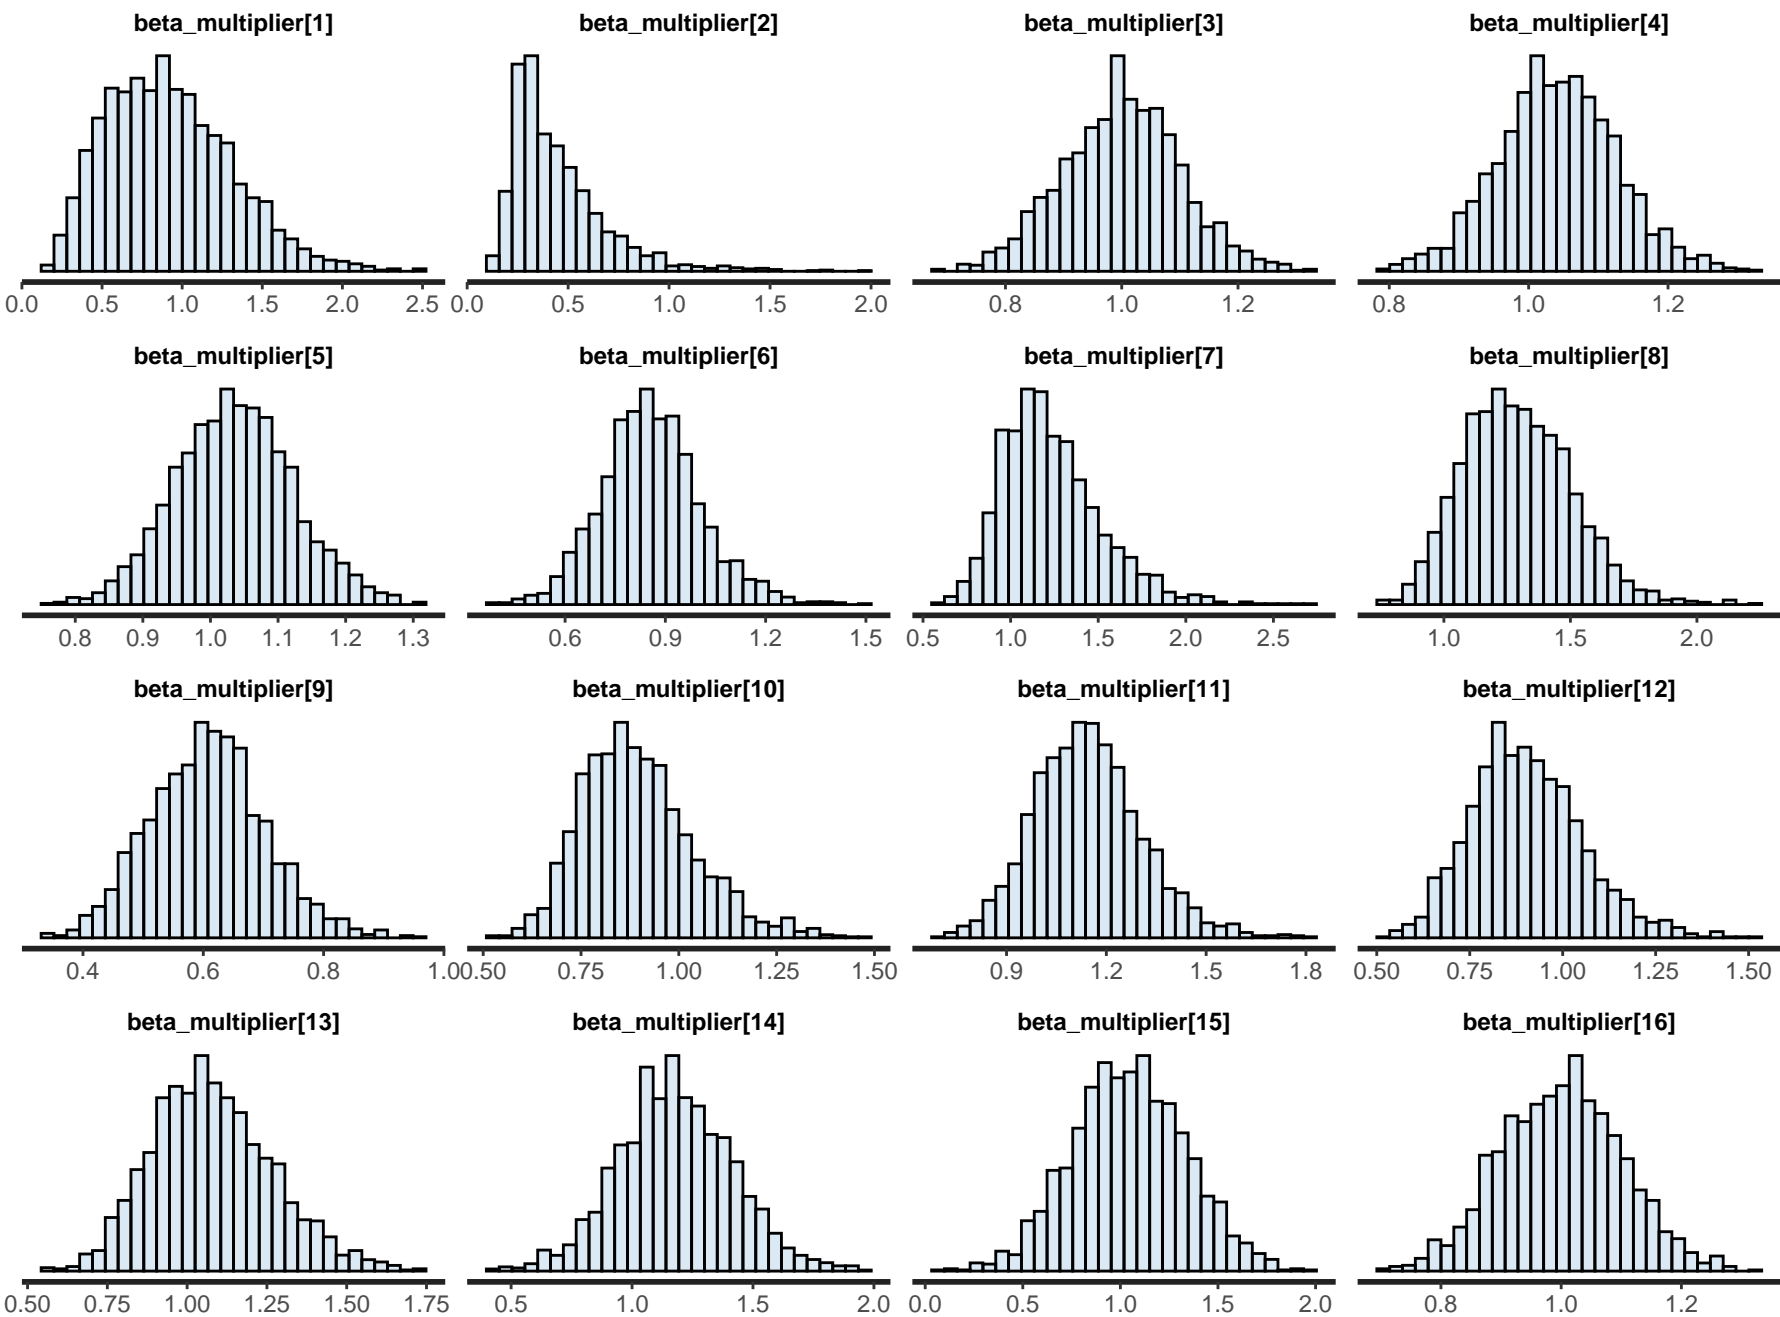 beta_multiplier[1] beta_multiplier[2] beta_multiplier[3] beta_multiplier[4]
0.0 0.5 1.0 1.5 2.0 2.5 0.0 0.5 1.0 1.5 2.0 0.8 1.0 1.2 0.8 1.0 1.2
beta_multiplier[5] beta_multiplier[6] beta_multiplier[7] beta_multiplier[8]
0.8 0.9 1.0 1.1 1.2 1.3 0.6 0.9 1.2 1.5 0.5 1.0 1.5 2.0 2.5 1.0 1.5 2.0
beta_multiplier[9] beta_multiplier[10] beta_multiplier[11] beta_multiplier[12]
0.4 0.6 0.8 1.0 0.50 0.75 1.00 1.25 1.50 0.9 1.2 1.5 1.8 0.50 0.75 1.00 1.25 1.50
beta_multiplier[13] beta_multiplier[14] beta_multiplier[15] beta_multiplier[16]
0.50 0.75 1.00 1.25 1.50 1.75 0.5 1.0 1.5 2.0 0.0 0.5 1.0 1.5 2.0 0.8 1.0 1.2